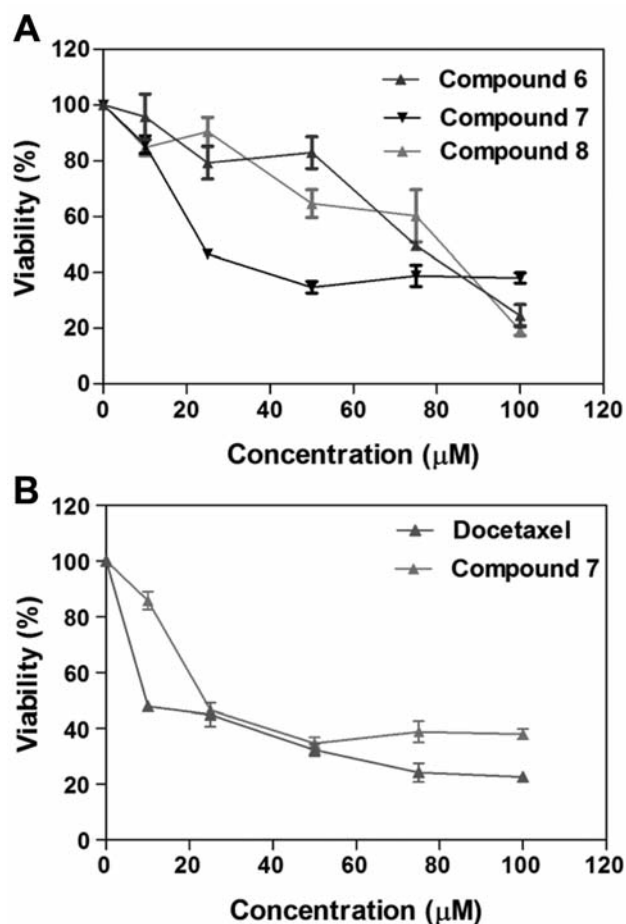 A
120
100
80
60
40
20
0
Viability (%)
Compound 6
Compound 7
Compound 8
0 20 40 60 80 100 120
Concentration (μM)
B
120
100
80
60
40
20
0
Viability (%)
Docetaxel
Compound 7
0 20 40 60 80 100 120
Concentration (μM)